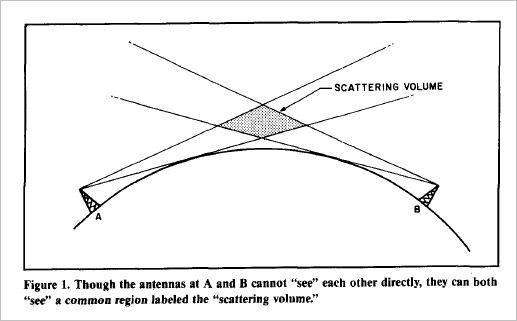 SCATTERING VOLUME
A
B
Figure 1. Though the antennas at A and B cannot "see" each other directly, they can both
"see" a common region labeled the "scattering volume."